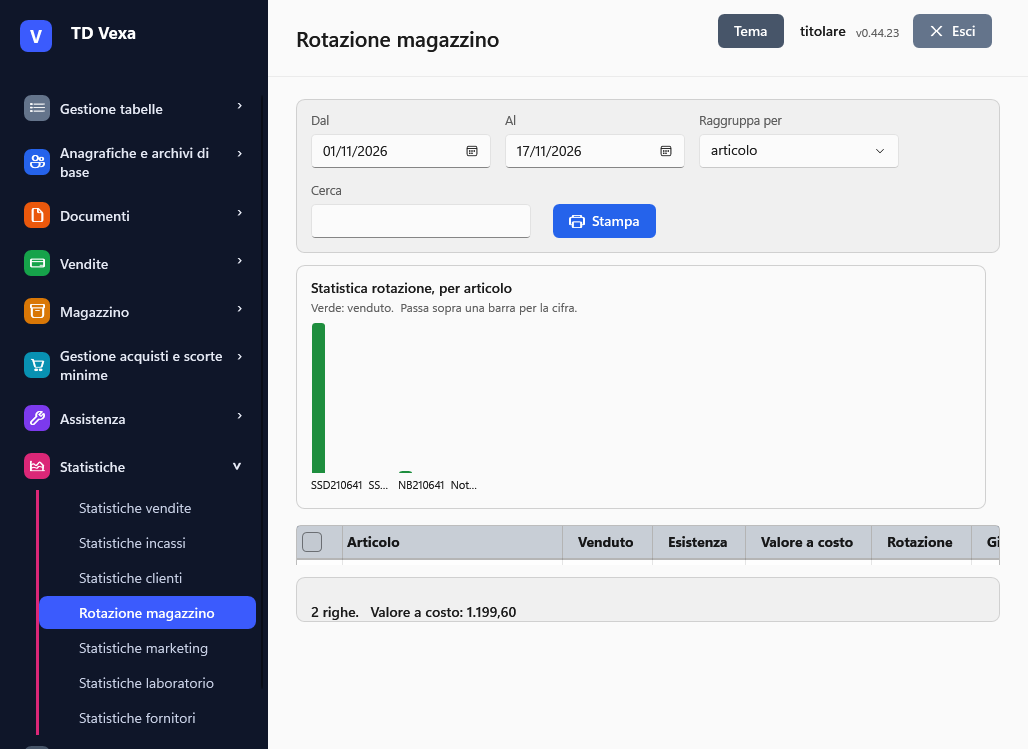 V TD Vexa
Gestione tabelle
Anagrafiche e archivi di
base
Documenti
Vendite
Magazzino
Gestione acquisti e scorte
minime
Assistenza
Statistiche
Statistiche vendite
Statistiche incassi
Statistiche clienti
Rotazione magazzino
Statistiche marketing
Statistiche laboratorio
Statistiche fornitori
Rotazione magazzino
Tema titolare v0.44.23 Esci
Dal Al Raggruppa per
01/11/2026 17/11/2026 articolo
Cerca
Stampa
Statistica rotazione, per articolo
Verde: venduto. Passa sopra una barra per la cifra.
SSD210641 SS... NB210641 Not...
Articolo Venduto Esistenza Valore a costo Rotazione Gi
2 righe. Valore a costo: 1.199,60